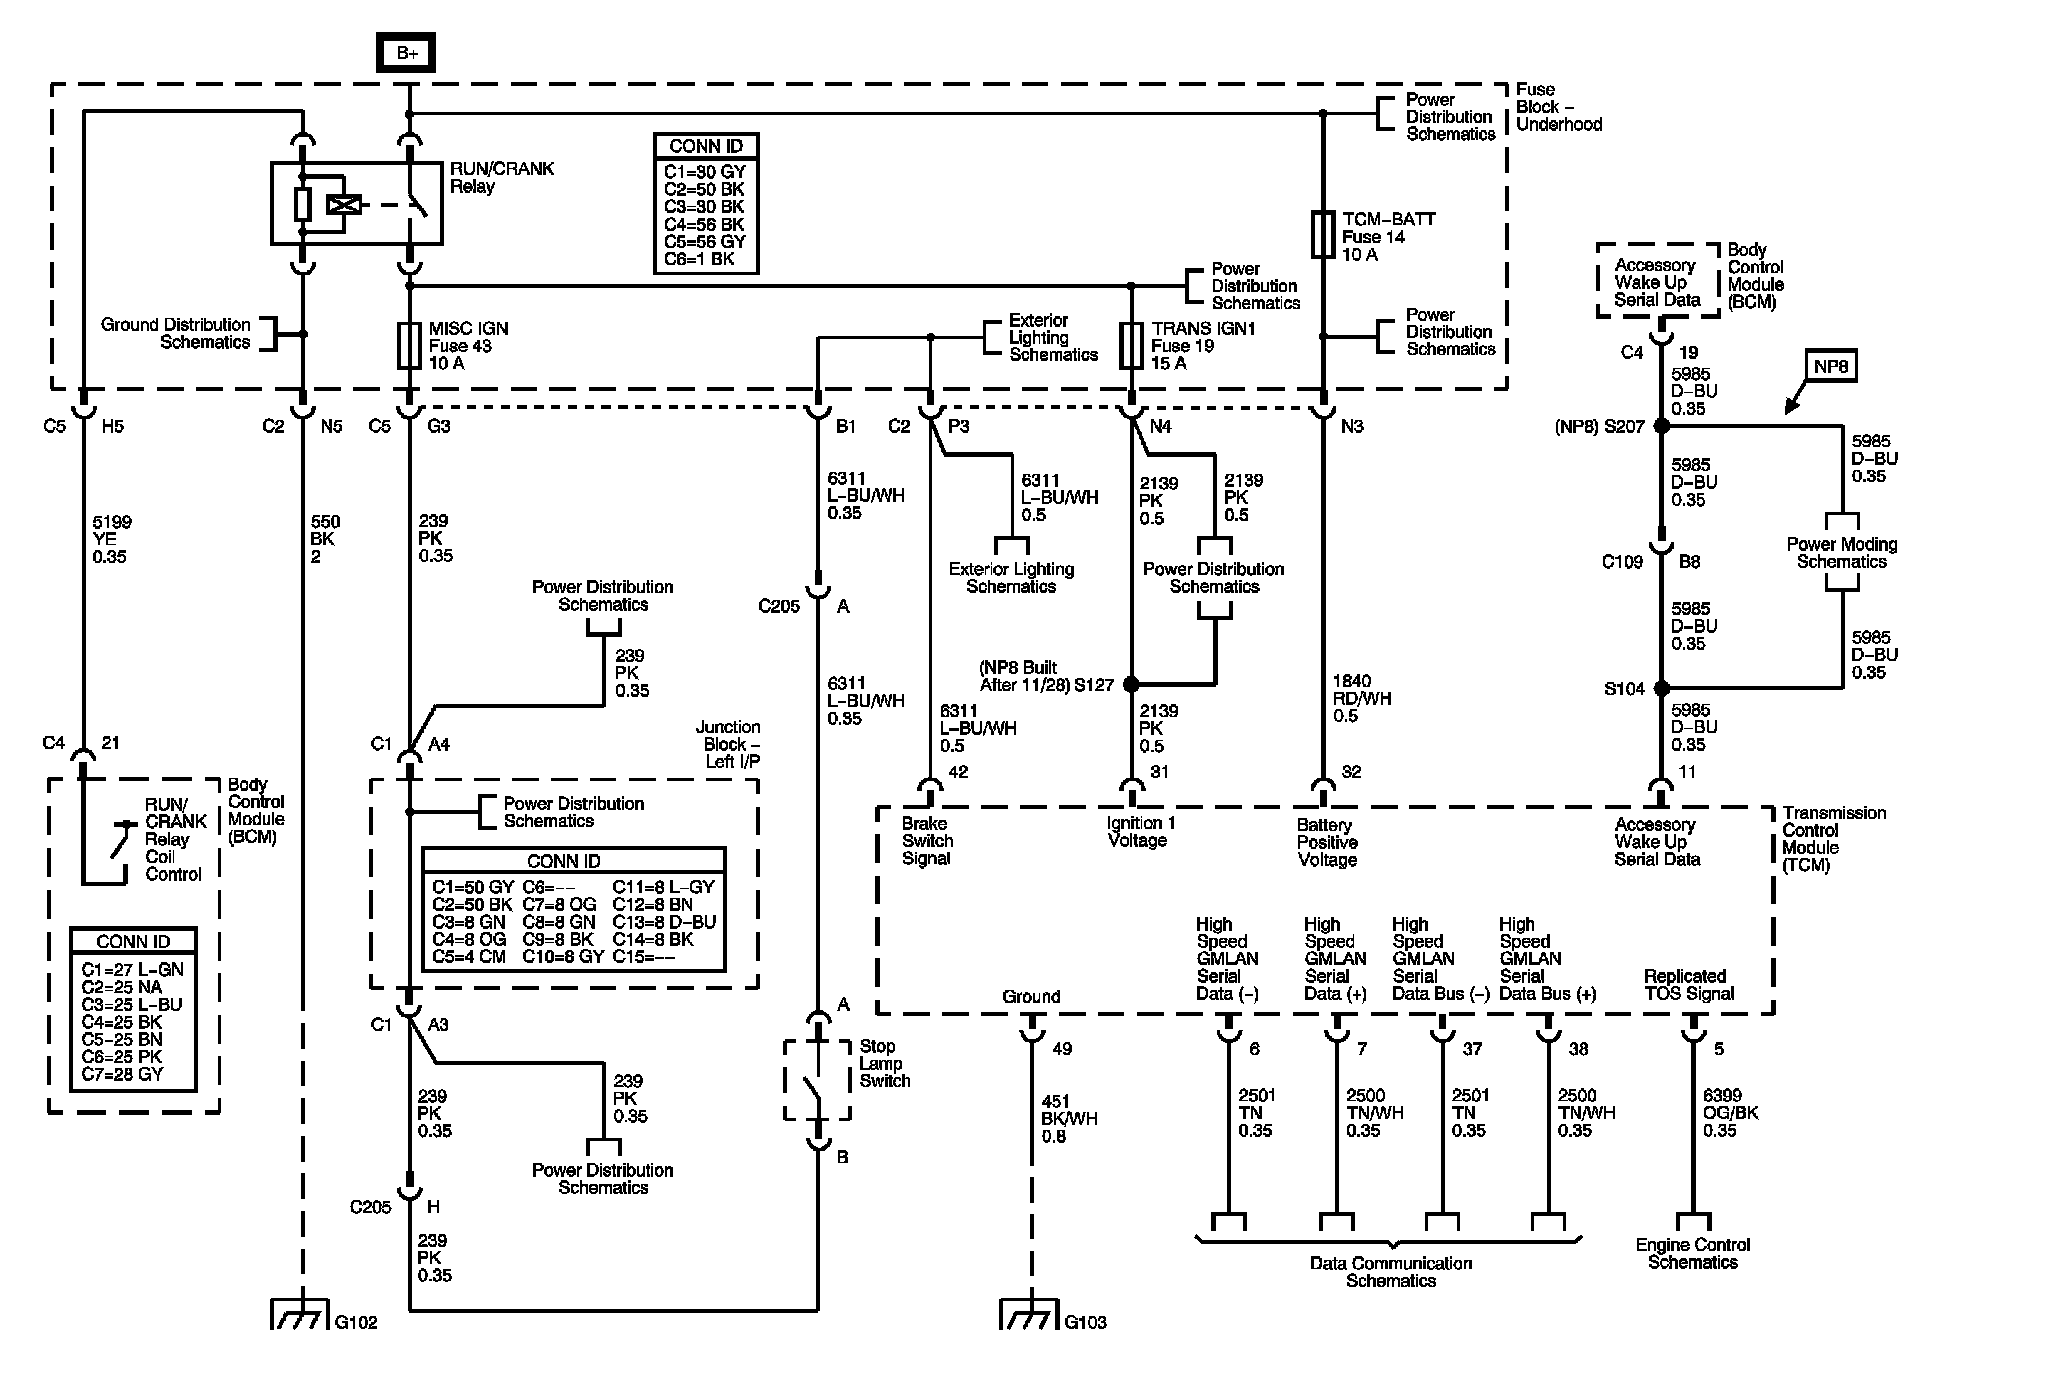 B+
Fuse
Block –
Underhood
Power
Distribution
Schematics
RUN/CRANK
Relay
CONN ID
C1=30 GY
C2=50 BK
C3=30 BK
C4=56 BK
C5=56 GY
C6=1 BK
TCM–BATT
Fuse 14
10 A
Power
Distribution
Schematics
Ground Distribution
Schematics
MISC IGN
Fuse 43
10 A
Exterior
Lighting
Schematics
TRANS IGN1
Fuse 19
15 A
Power
Distribution
Schematics
Accessory
Wake Up
Serial Data
Body
Control
Module
(BCM)
C4 19
5985
D–BU
0.35
NP8
(NP8) S207
C5 H5
C2 N5
C5 G3
B1
C2 P3
N4
N3
5199
YE
0.35
550
BK
2
239
PK
0.35
6311
L–BU/WH
0.35
6311
L–BU/WH
0.5
2139
PK
0.5
2139
PK
0.5
5985
D–BU
0.35
5985
D–BU
0.35
Exterior Lighting
Schematics
Power Distribution
Schematics
C109 B8
Power Moding
Schematics
Power Distribution
Schematics
C205 A
5985
D–BU
0.35
5985
D–BU
0.35
239
PK
0.35
6311
L–BU/WH
0.35
(NP8 Built
After 11/28) S127
1840
RD/WH
0.5
S104
6311
L–BU/WH
0.5
2139
PK
0.5
5985
D–BU
0.35
C4 21
C1 A4
Junction
Block –
Left I/P
42
31
32
11
RUN/
CRANK
Relay
Coil
Control
Body
Control
Module
(BCM)
Power Distribution
Schematics
CONN ID
C1=50 GY C6=–– C11=8 L–GY
C2=50 BK C7=8 OG C12=8 BN
C3=8 GN C8=8 GN C13=8 D–BU
C4=8 OG C9=8 BK C14=8 BK
C5=4 CM C10=8 GY C15=––
Brake
Switch
Signal
Ignition 1
Voltage
Battery
Positive
Voltage
Accessory
Wake Up
Serial Data
Transmission
Control
Module
(TCM)
CONN ID
C1=27 L–GN
C2=25 NA
C3=25 L–BU
C4=25 BK
C5–25 BN
C6=25 PK
C7=28 GY
Ground
High
Speed
GMLAN
Serial
Data (–)
High
Speed
GMLAN
Serial
Data (+)
High
Speed
GMLAN
Serial
Data Bus (–)
High
Speed
GMLAN
Serial
Data Bus (+)
Replicated
TOS Signal
C1 A3
A
Stop
Lamp
Switch
B
49
6
7
37
38
5
239
PK
0.35
239
PK
0.35
451
BK/WH
0.8
2501
TN
0.35
2500
TN/WH
0.35
2501
TN
0.35
2500
TN/WH
0.35
6399
OG/BK
0.35
Power Distribution
Schematics
C205 H
239
PK
0.35
Data Communication
Schematics
Engine Control
Schematics
G102
G103